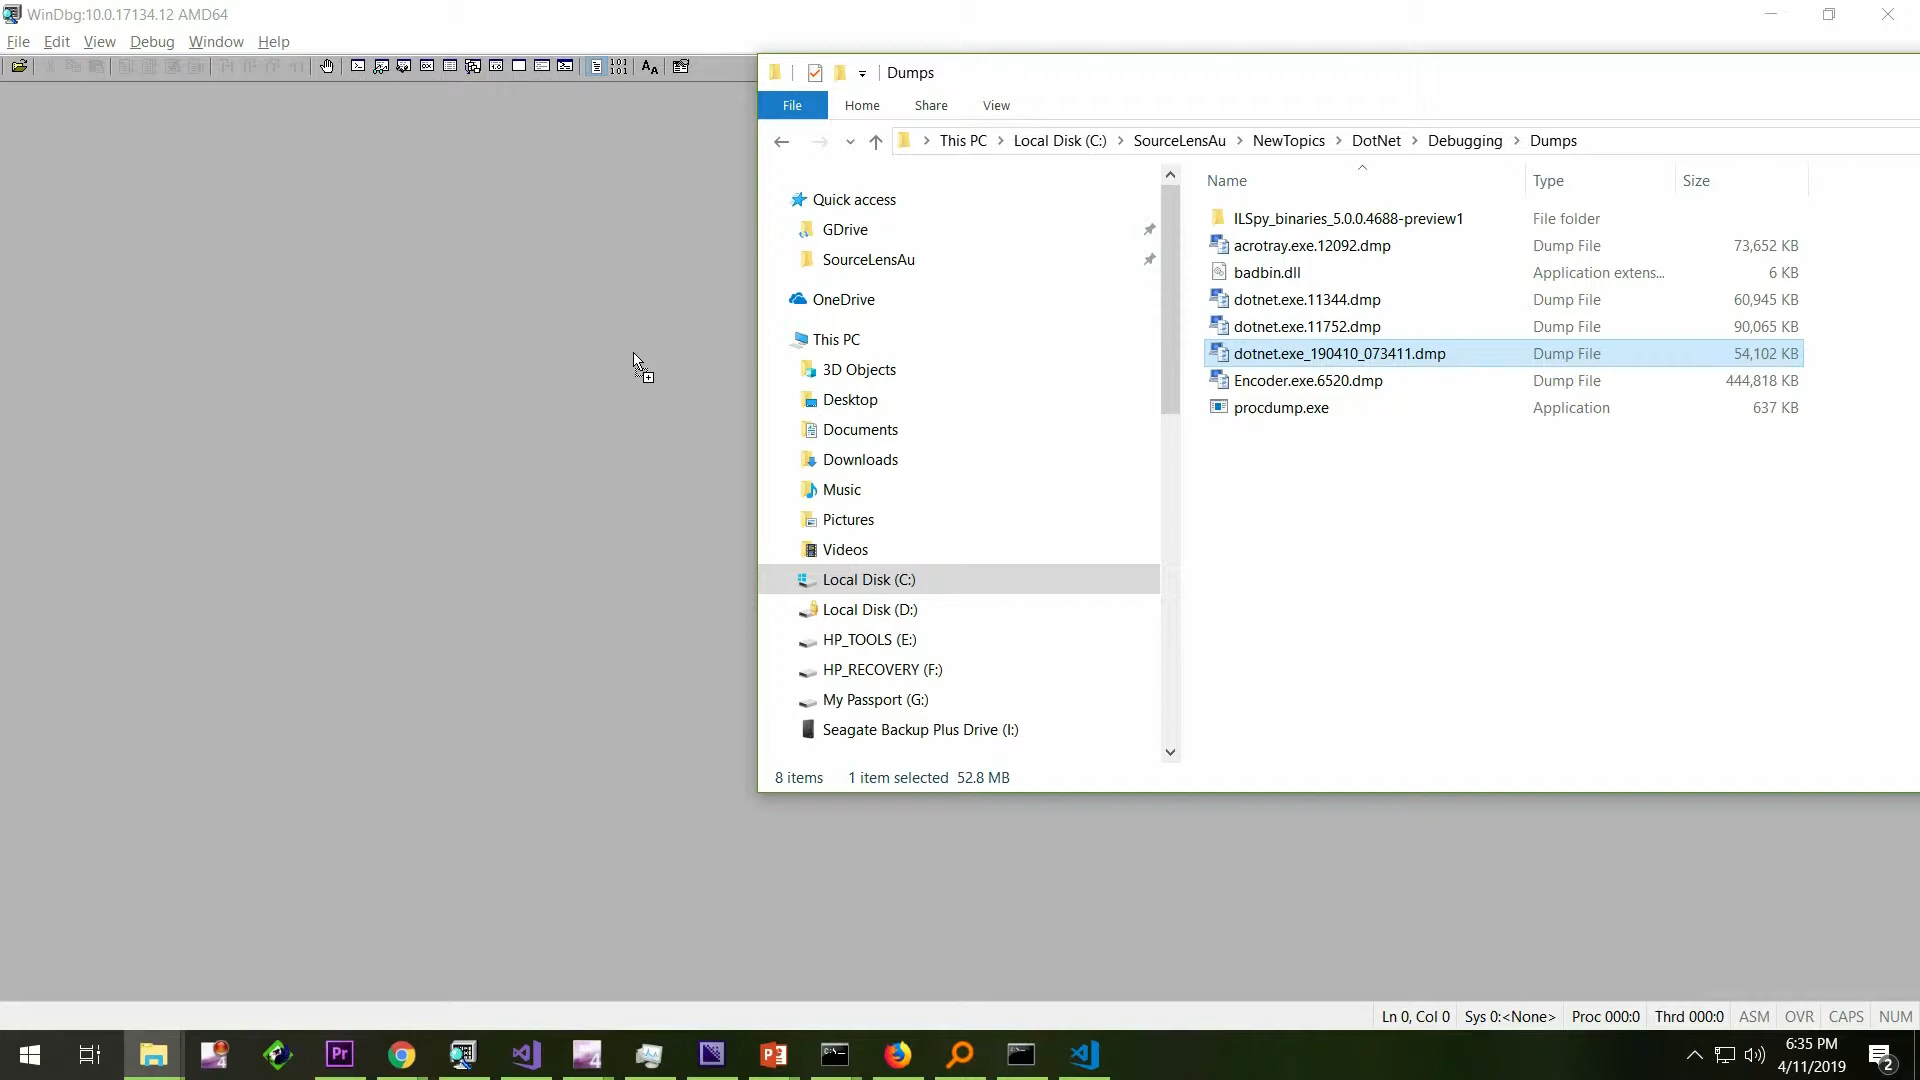 WinDbg:10.0.17134.12 AMD64
File Edit View Debug Window Help
Dumps
File Home Share View
This PC > Local Disk (C:) > SourceLensAu > NewTopics > DotNet > Debugging > Dumps
Name Type Size
Quick access
GDrive
SourceLensAu
OneDrive
This PC
3D Objects
Desktop
Documents
Downloads
Music
Pictures
Videos
Local Disk (C:)
Local Disk (D:)
HP_TOOLS (E:)
HP_RECOVERY (F:)
My Passport (G:)
Seagate Backup Plus Drive (I:)
ILSpy_binaries_5.0.0.4688-preview1 File folder
acrotray.exe.12092.dmp Dump File 73,652 KB
badbin.dll Application extens... 6 KB
dotnet.exe.11344.dmp Dump File 60,945 KB
dotnet.exe.11752.dmp Dump File 90,065 KB
dotnet.exe_190410_073411.dmp Dump File 54,102 KB
Encoder.exe.6520.dmp Dump File 444,818 KB
procdump.exe Application 637 KB
8 items 1 item selected 52.8 MB
Ln 0, Col 0 Sys 0:<None> Proc 000:0 Thrd 000:0 ASM OVR CAPS NUM
Pr
4
6:35 PM
4/11/2019
2